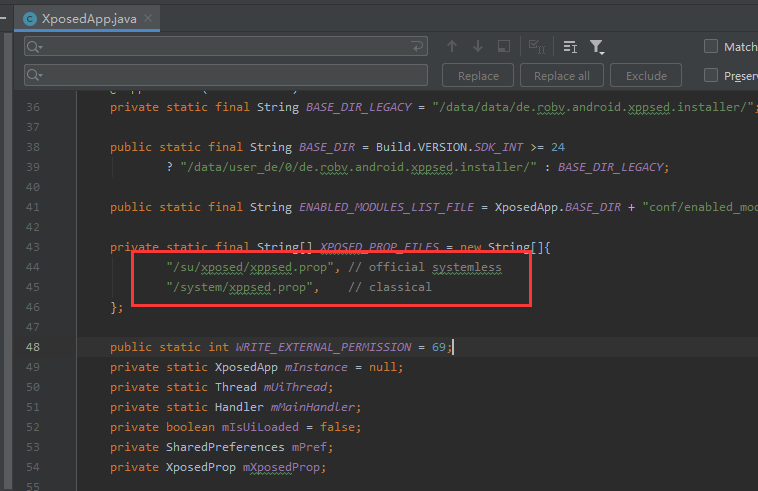 XposedApp.java
Match
Replace
Replace all
Exclude
Preser
36 private static final String BASE_DIR_LEGACY = "/data/data/de.robv.android.xppsed.installer/";
37
38 public static final String BASE_DIR = Build.VERSION.SDK_INT >= 24
39 ? "/data/user_de/0/de.robv.android.xppsed.installer/" : BASE_DIR_LEGACY;
40
41 public static final String ENABLED_MODULES_LIST_FILE = XposedApp.BASE_DIR + "conf/enabled_mod
42
43 private static final String[] XPOSED_PROP_FILES = new String[]{
44 "/su/xposed/xppsed.prop", // official systemless
45 "/system/xppsed.prop", // classical
46 };
47
48 public static int WRITE_EXTERNAL_PERMISSION = 69;
49 private static XposedApp mInstance = null;
50 private static Thread mUiThread;
51 private static Handler mMainHandler;
52 private boolean mIsUiLoaded = false;
53 private SharedPreferences mPref;
54 private XposedProp mXposedProp;
55